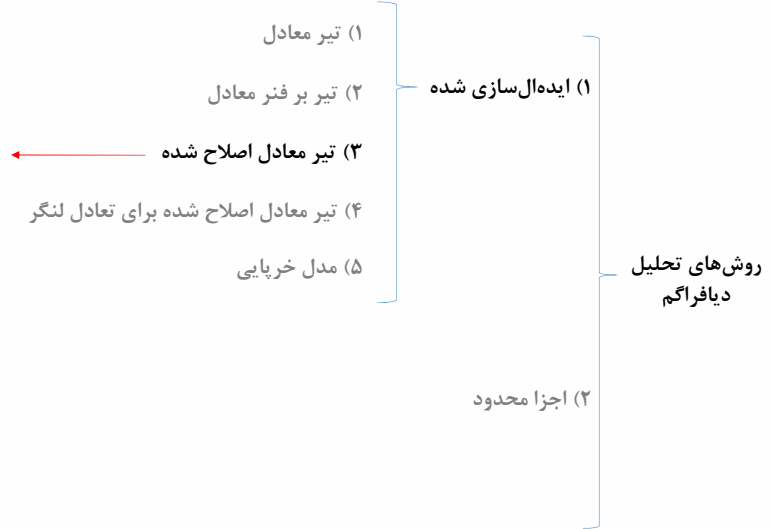 روش‌های تحلیل
دیافراگم
۱) ایده‌ال‌سازی شده
۱) تیر معادل
۲) تیر بر فنر معادل
۳) تیر معادل اصلاح شده
۴) تیر معادل اصلاح شده برای تعادل لنگر
۵) مدل خرپایی
۲) اجزا محدود